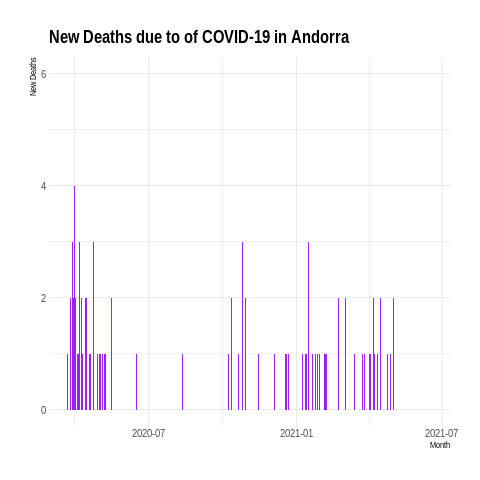 New Deaths due to of COVID-19 in Andorra
New Deaths
6
4
2
0
2020-07
2021-01
2021-07
Month